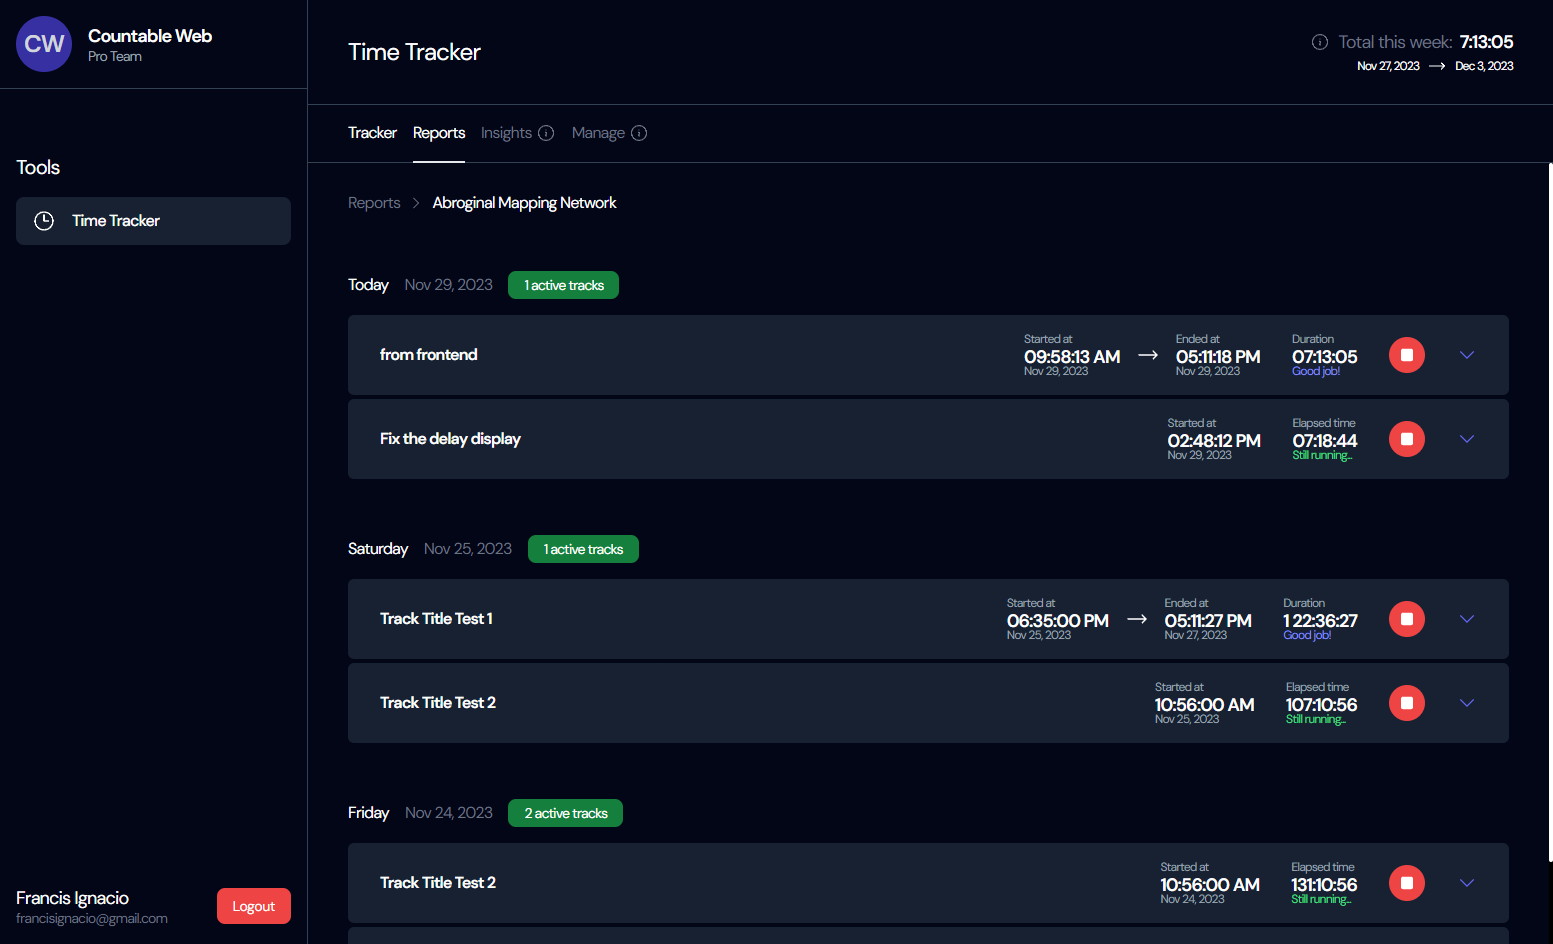 CW
Countable Web
Pro Team
Tools
Time Tracker
Francis Ignacio
francisignacio@gmail.com
Logout
Time Tracker
Total this week: 7:13:05
Nov 27, 2023 → Dec 3, 2023
Tracker Reports Insights Manage
Reports > Abroginal Mapping Network
Today Nov 29, 2023 1 active tracks
from frontend
Started at
09:58:13 AM
Nov 29, 2023
→
Ended at
05:11:18 PM
Nov 29, 2023
Duration
07:13:05
Good job!
Fix the delay display
Started at
02:48:12 PM
Nov 29, 2023
Elapsed time
07:18:44
Still running...
Saturday Nov 25, 2023 1 active tracks
Track Title Test 1
Started at
06:35:00 PM
Nov 25, 2023
→
Ended at
05:11:27 PM
Nov 27, 2023
Duration
1 22:36:27
Good job!
Track Title Test 2
Started at
10:56:00 AM
Nov 25, 2023
Elapsed time
107:10:56
Still running...
Friday Nov 24, 2023 2 active tracks
Track Title Test 2
Started at
10:56:00 AM
Nov 24, 2023
Elapsed time
131:10:56
Still running...